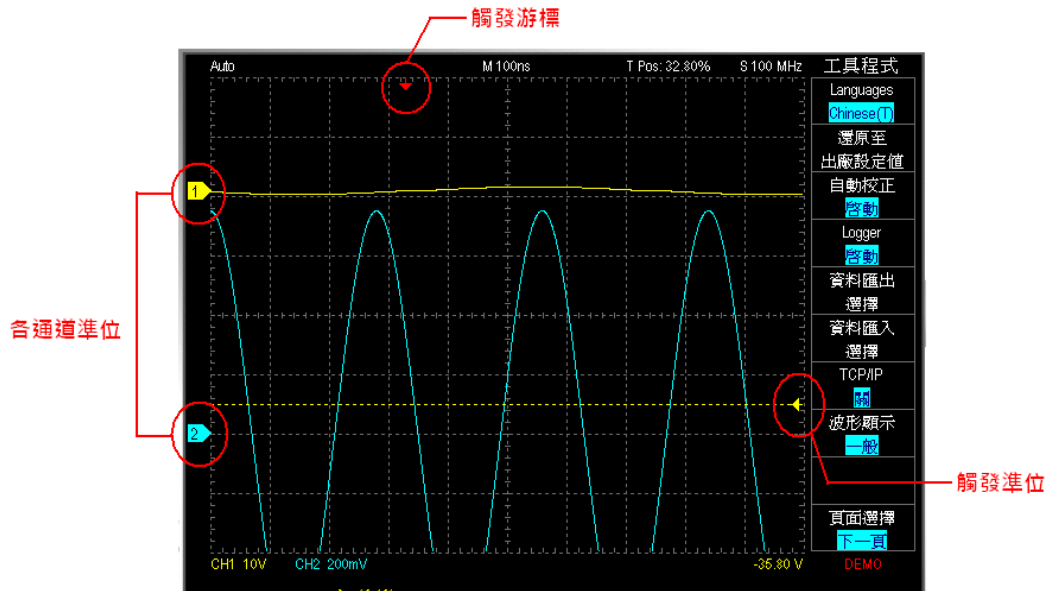 觸發游標
Auto
M 100ns
T Pos: 32.80%
S 100 MHz
工具程式
Languages
Chinese(T)
還原至
出廠設定值
自動校正
啓動
Logger
啓動
資料匯出
選擇
資料匯入
選擇
TCP/IP
關
波形顯示
一般
頁面選擇
下一頁
1
2
各通道準位
觸發準位
CH1 10V
CH2 200mV
-35.80 V
DEMO